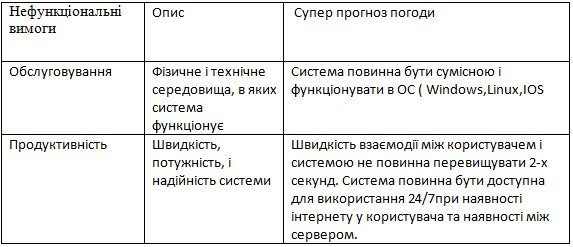 Нефункціональні
вимоги
Опис
Супер прогноз погоди
Обслуговування
Фізичне і технічне
середовища, в яких
система
функціонує
Система повинна бути сумісною і
функціонувати в ОС ( Windows,Linux,IOS
Продуктивність
Швидкість,
потужність, і
надійність системи
Швидкість взаємодії між користувачем і
системою не повинна перевищувати 2-х
секунд. Система повинна бути доступна
для використання 24/7при наявності
інтернету у користувача та наявності між
сервером.